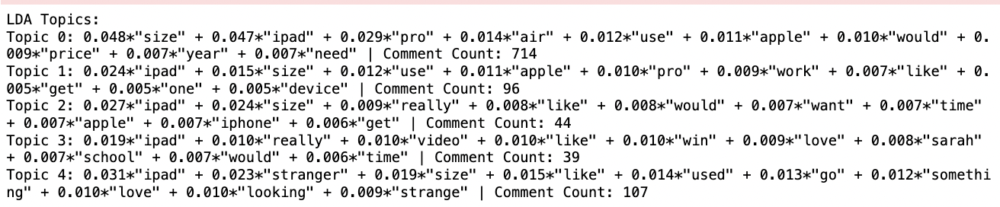 LDA Topics:
Topic 0: 0.048*"size" + 0.047*"ipad" + 0.029*"pro" + 0.014*"air" + 0.012*"use" + 0.011*"apple" + 0.010*"would" + 0.
009*"price" + 0.007*"year" + 0.007*"need" | Comment Count: 714
Topic 1: 0.024*"ipad" + 0.015*"size" + 0.012*"use" + 0.011*"apple" + 0.010*"pro" + 0.009*"work" + 0.007*"like" + 0.
005*"get" + 0.005*"one" + 0.005*"device" | Comment Count: 96
Topic 2: 0.027*"ipad" + 0.024*"size" + 0.009*"really" + 0.008*"like" + 0.008*"would" + 0.007*"want" + 0.007*"time"
+ 0.007*"apple" + 0.007*"iphone" + 0.006*"get" | Comment Count: 44
Topic 3: 0.019*"ipad" + 0.010*"really" + 0.010*"video" + 0.010*"like" + 0.010*"win" + 0.009*"love" + 0.008*"sarah"
+ 0.007*"school" + 0.007*"would" + 0.006*"time" | Comment Count: 39
Topic 4: 0.031*"ipad" + 0.023*"stranger" + 0.019*"size" + 0.015*"like" + 0.014*"used" + 0.013*"go" + 0.012*"somethi
ng" + 0.010*"love" + 0.010*"looking" + 0.009*"strange" | Comment Count: 107